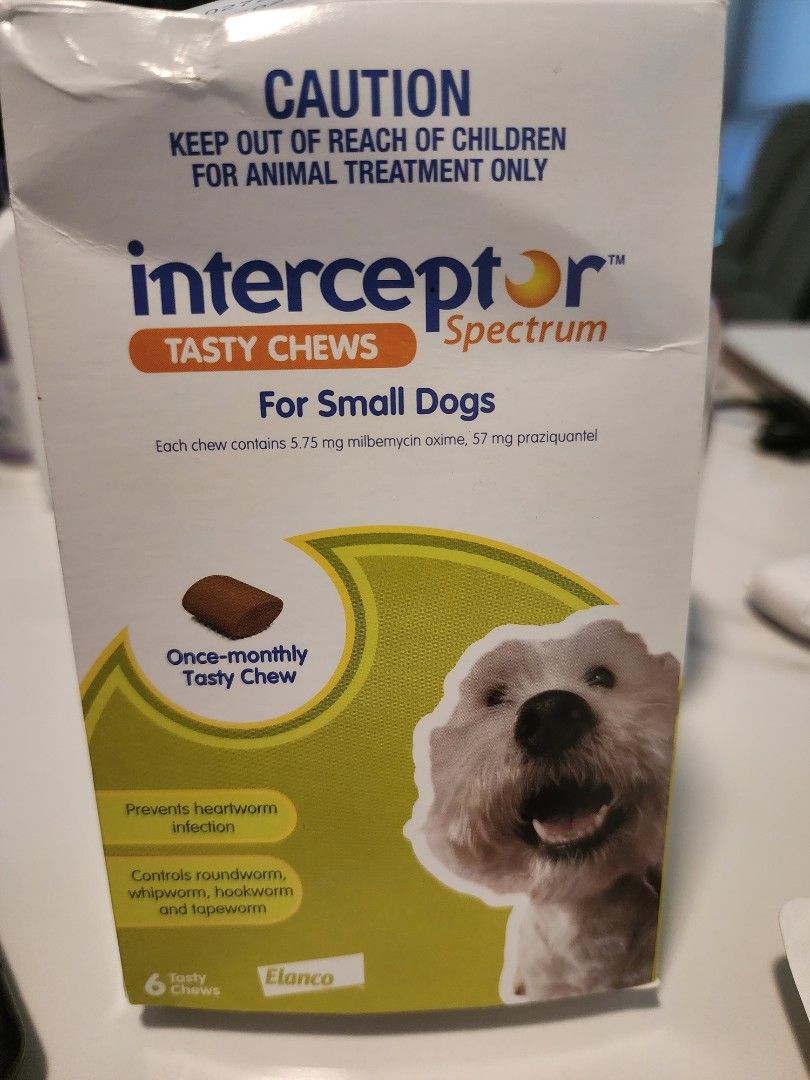 CAUTION
KEEP OUT OF REACH OF CHILDREN
FOR ANIMAL TREATMENT ONLY
interceptor™
Spectrum
TASTY CHEWS
For Small Dogs
Each chew contains 5.75 mg milbemycin oxime, 57 mg praziquantel
Once-monthly
Tasty Chew
Prevents heartworm
infection
Controls roundworm,
whipworm, hookworm
and tapeworm
6 Tasty
Chews
Elanco